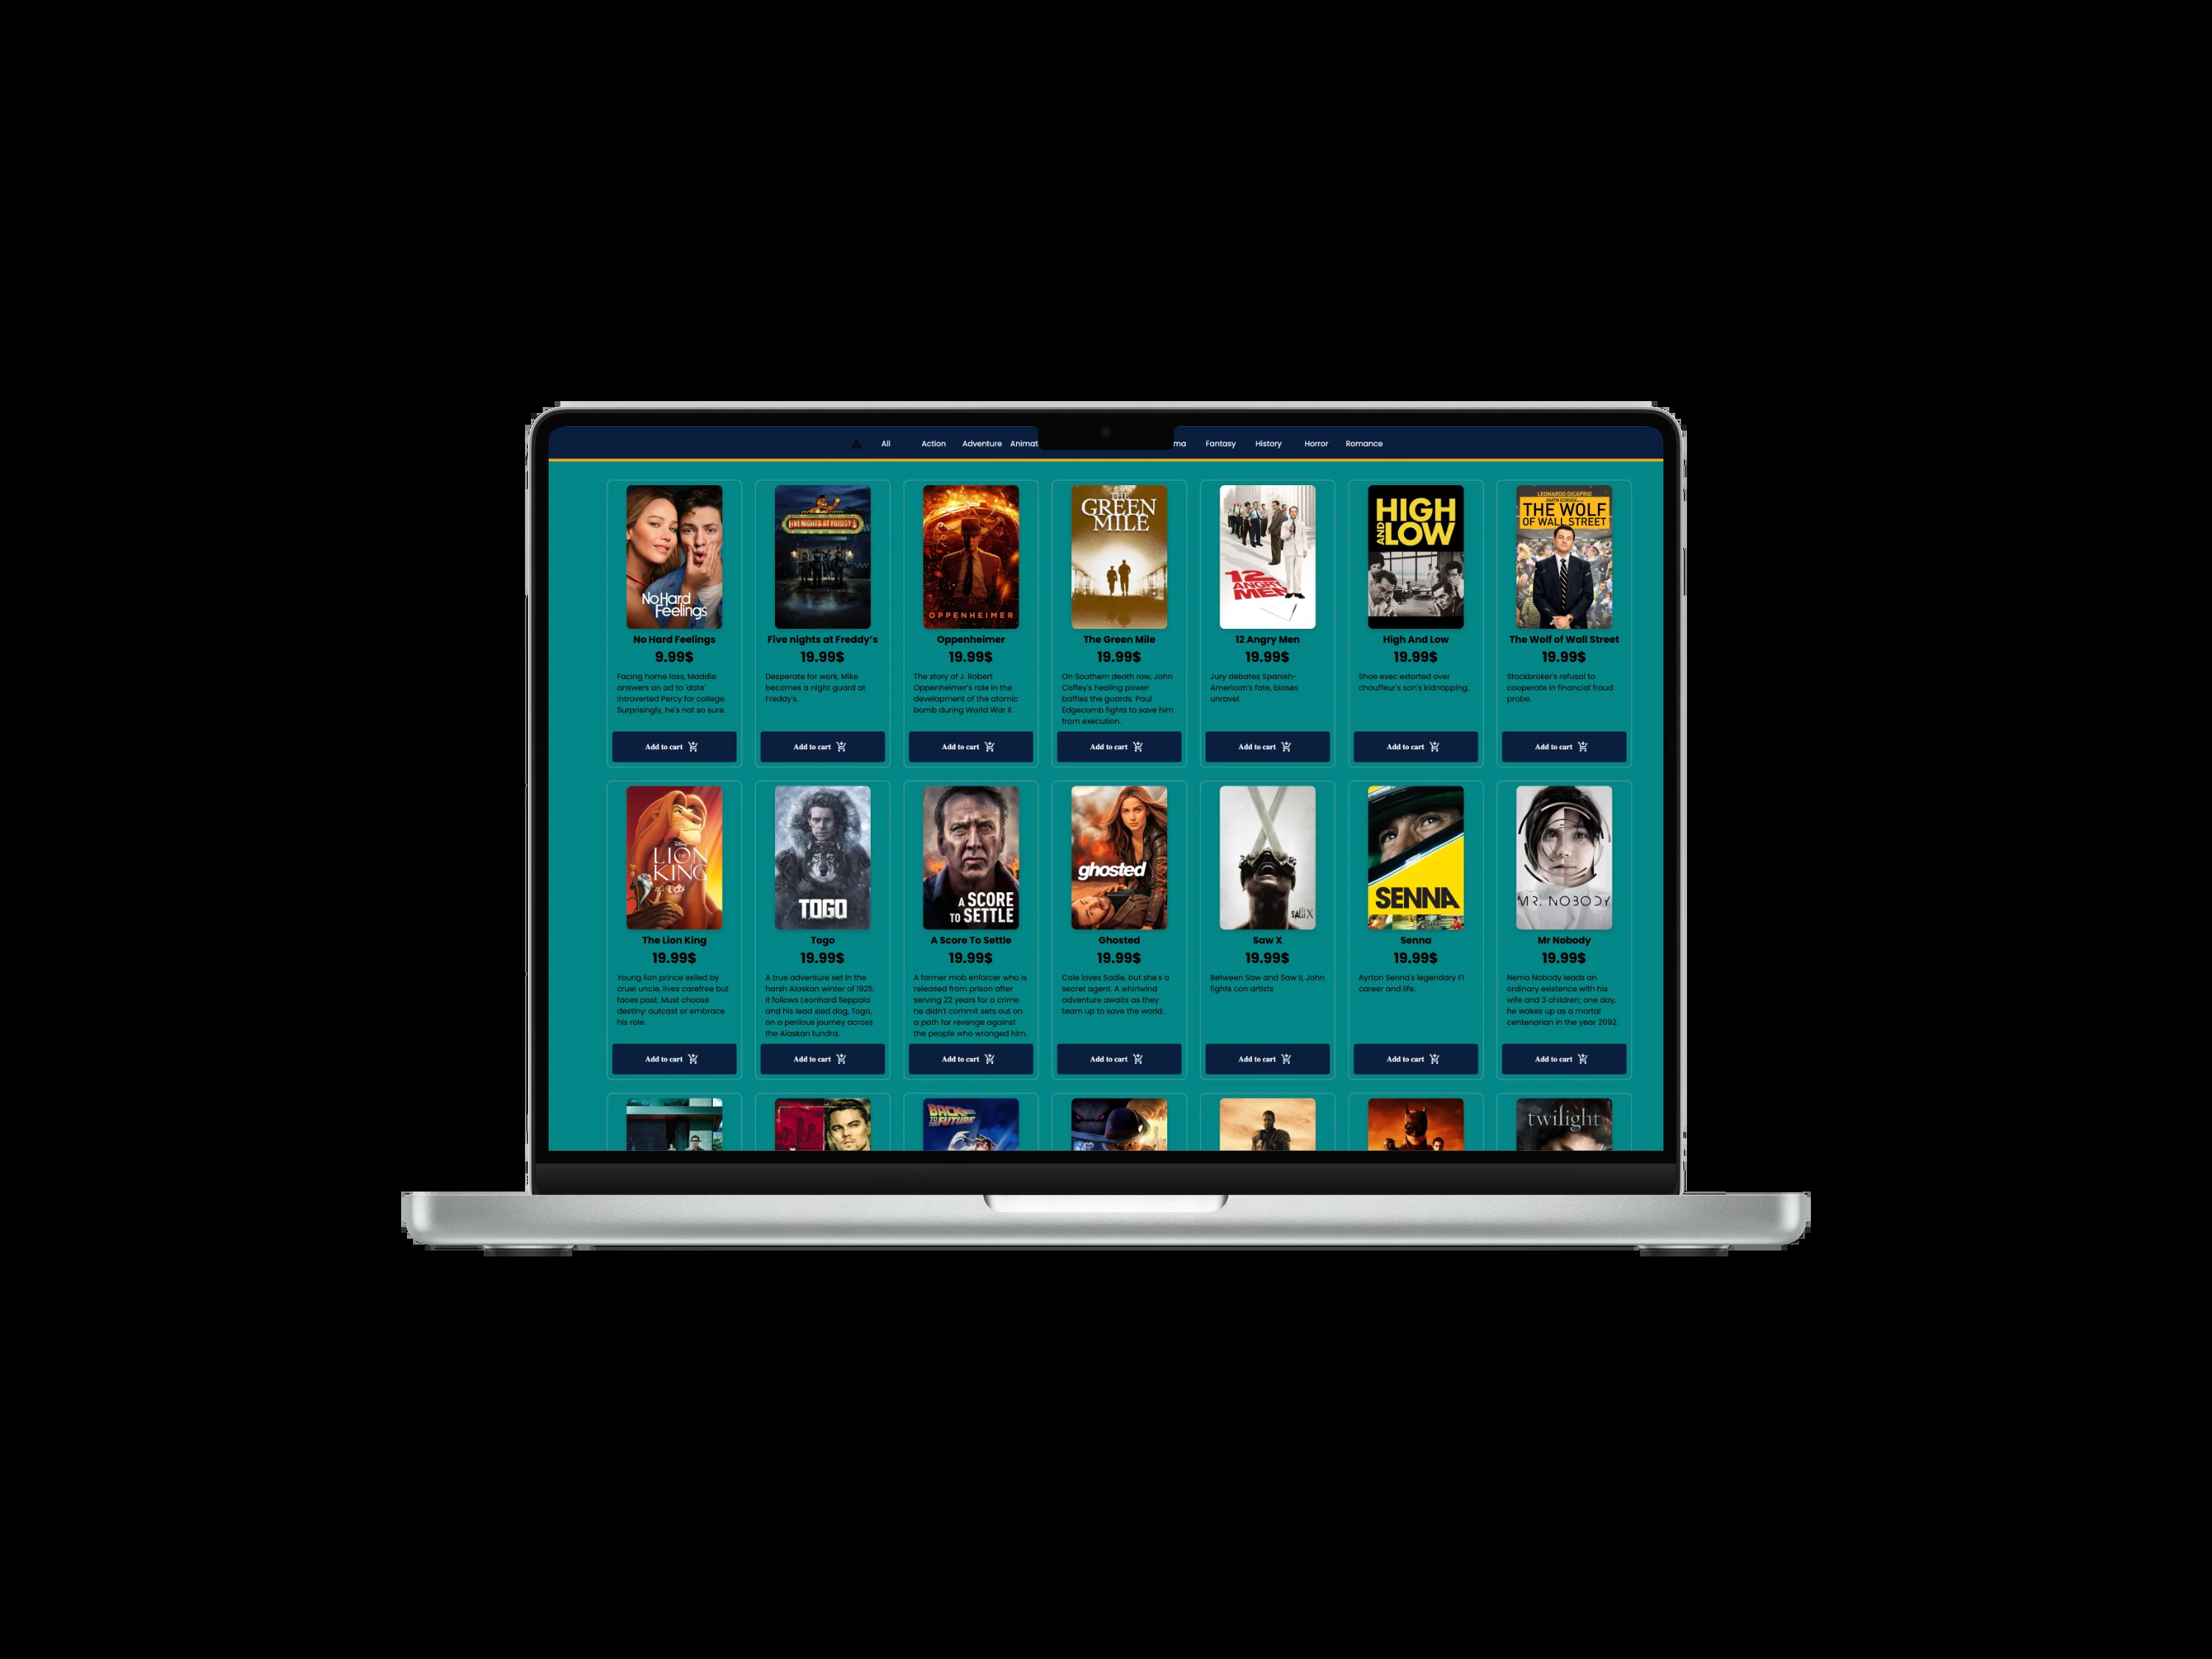 All Action Adventure Animat ma Fantasy History Horror Romance
No Hard
Feelings
FIVE NIGHTS AT FREDDY'S
OPPENHEIMER
THE
GREEN
MILE
12
ANGRY
MEN
HIGH
AND LOW
LEONARDO DiCAPRIO
THE WOLF
OF WALL STREET
No Hard Feelings
9.99$
Facing home loss, Maddie
answers an ad to 'date'
introverted Percy for college.
Surprisingly, he's not so sure.
Add to cart
Five nights at Freddy's
19.99$
Desperate for work, Mike
becomes a night guard at
Freddy's.
Add to cart
Oppenheimer
19.99$
The story of J. Robert
Oppenheimer's role in the
development of the atomic
bomb during World War II.
Add to cart
The Green Mile
19.99$
On Southern death row, John
Coffey's healing power
baffles the guards. Paul
Edgecomb fights to save him
from execution.
Add to cart
12 Angry Men
19.99$
Jury debates Spanish-
American's fate, biases
unravel.
Add to cart
High And Low
19.99$
Shoe exec extorted over
chauffeur's son's kidnapping.
Add to cart
The Wolf of Wall Street
19.99$
Stockbroker's refusal to
cooperate in financial fraud
probe.
Add to cart
Disney
THE
LION
KING
TOGO
A SCORE
TO SETTLE
ghosted
SAW X
SENNA
MR. NOBODY
The Lion King
19.99$
Young lion prince exiled by
cruel uncle, lives carefree but
faces past. Must choose
destiny: outcast or embrace
his role.
Add to cart
Togo
19.99$
A true adventure set in the
harsh Alaskan winter of 1925.
It follows Leonhard Seppala
and his lead sled dog, Togo,
on a perilous journey across
the Alaskan tundra.
Add to cart
A Score To Settle
19.99$
A former mob enforcer who is
released from prison after
serving 22 years for a crime
he didn't commit sets out on
a path for revenge against
the people who wronged him.
Add to cart
Ghosted
19.99$
Cole loves Sadie, but she's a
secret agent. A whirlwind
adventure awaits as they
team up to save the world.
Add to cart
Saw X
19.99$
Between Saw and Saw II, John
fights con artists
Add to cart
Senna
19.99$
Ayrton Senna's legendary F1
career and life.
Add to cart
Mr Nobody
19.99$
Nemo Nobody leads an
ordinary existence with his
wife and 3 children; one day,
he wakes up as a mortal
centenarian in the year 2092.
Add to cart
BACK
TO THE FUTURE
twilight